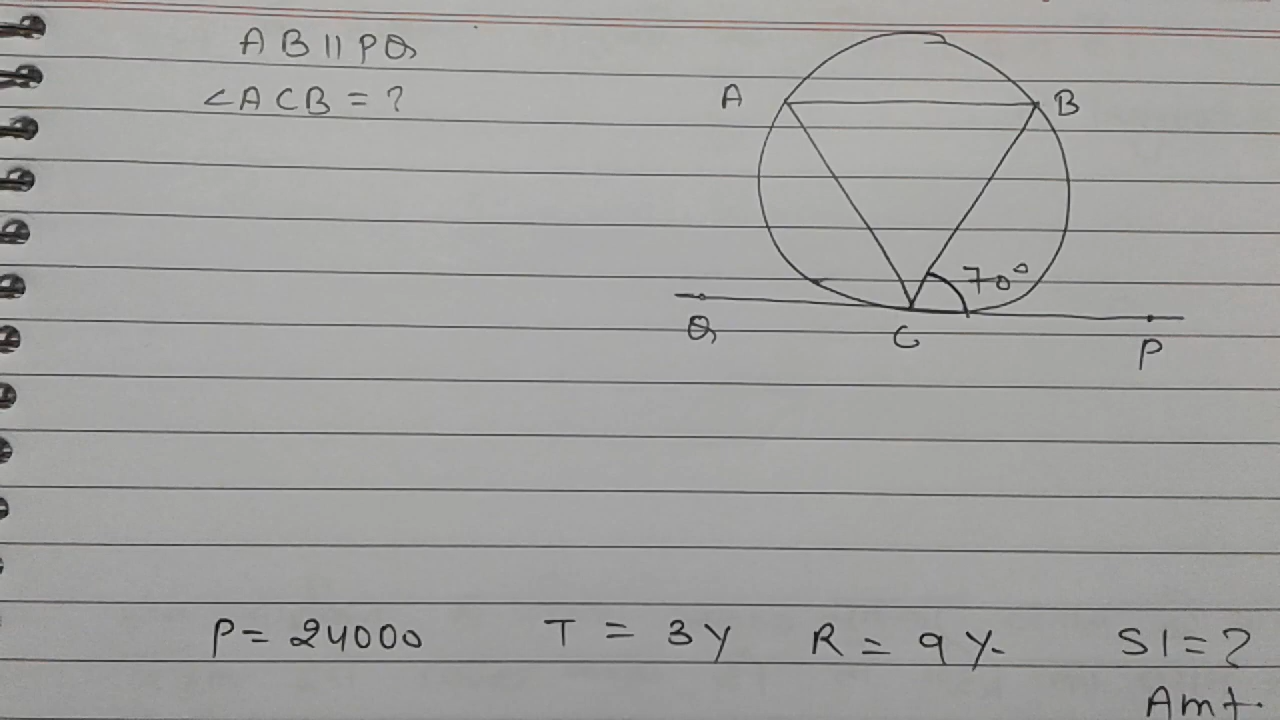 AB || PQ
∠ACB = ?
A
B
70°
Q
C
P
P = 24000 T = 3y R = 9%. SI = ?
Amt.